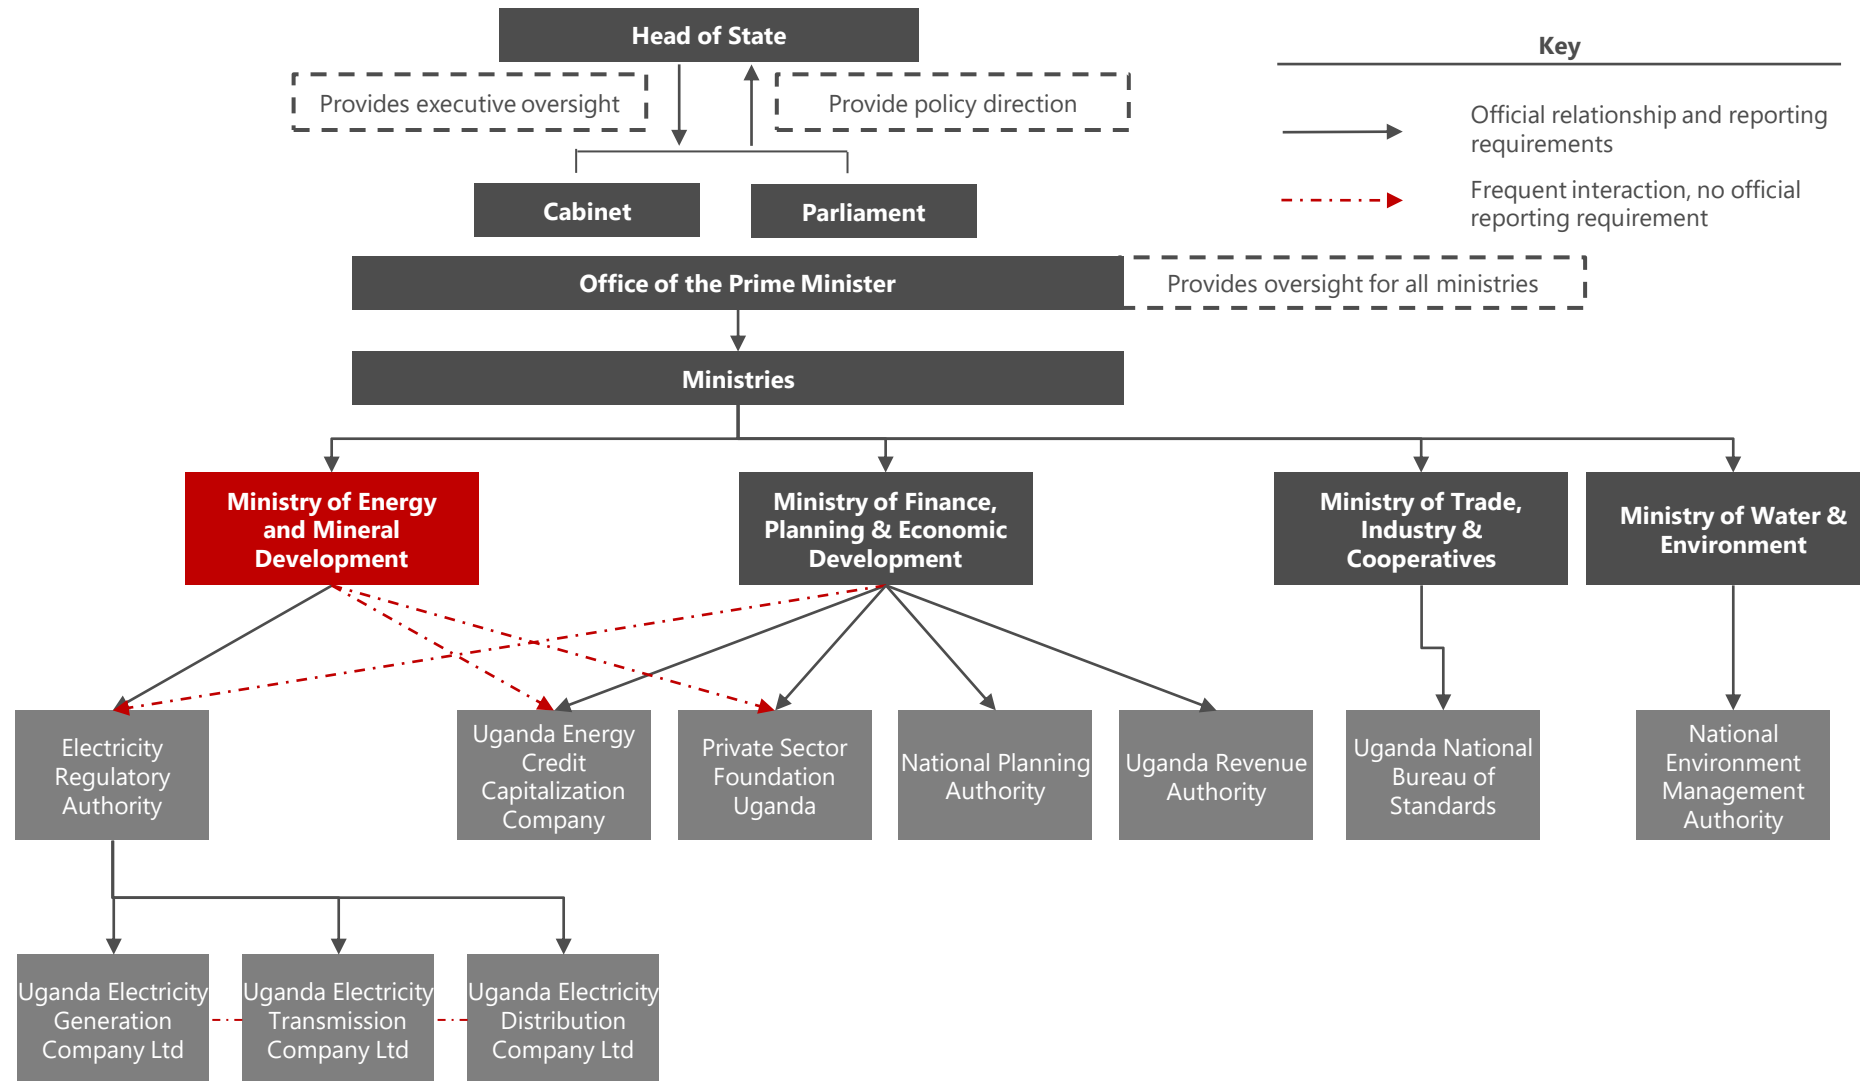 Head of State
Key
Provides executive oversight
Provide policy direction
Official relationship and reporting
requirements
Frequent interaction, no official
reporting requirement
Cabinet
Parliament
Office of the Prime Minister
Provides oversight for all ministries
Ministries
Ministry of Energy
and Mineral
Development
Ministry of Finance,
Planning & Economic
Development
Ministry of Trade,
Industry &
Cooperatives
Ministry of Water &
Environment
Electricity
Regulatory
Authority
Uganda Energy
Credit
Capitalization
Company
Private Sector
Foundation
Uganda
National Planning
Authority
Uganda Revenue
Authority
Uganda National
Bureau of
Standards
National
Environment
Management
Authority
Uganda Electricity
Generation
Company Ltd
Uganda Electricity
Transmission
Company Ltd
Uganda Electricity
Distribution
Company Ltd